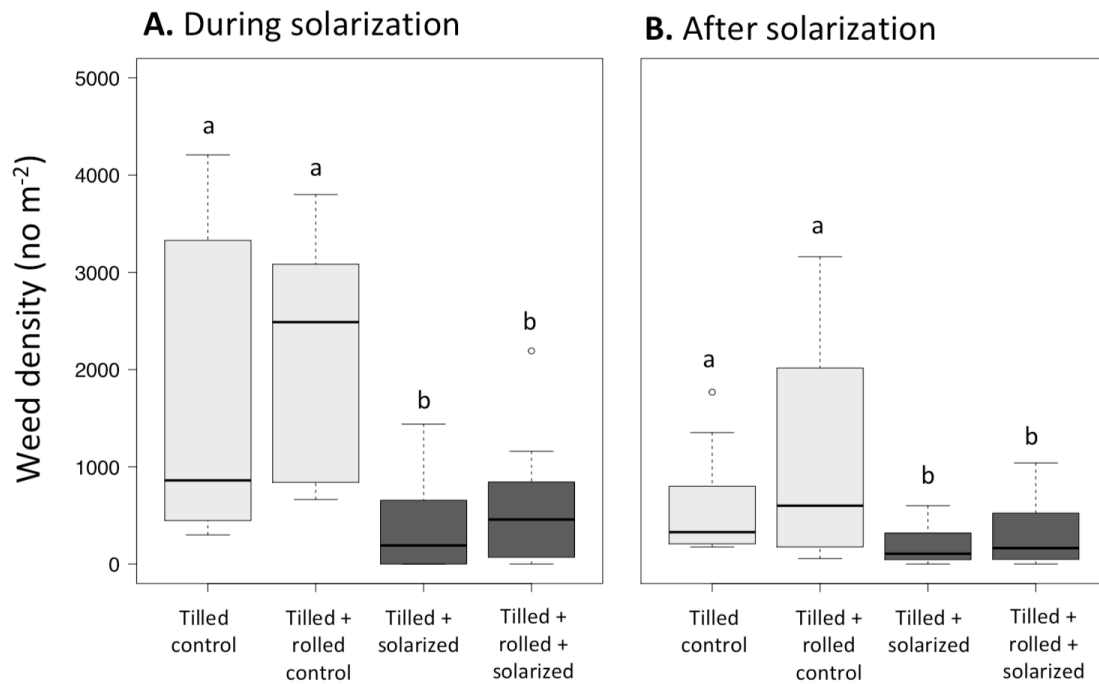 A. During solarization
B. After solarization
Weed density (no m⁻²)
5000
4000
3000
2000
1000
0
a
a
b
b
a
a
b
b
Tilled
control
Tilled +
rolled
control
Tilled +
solarized
Tilled +
rolled +
solarized
Tilled
control
Tilled +
rolled
control
Tilled +
solarized
Tilled +
rolled +
solarized